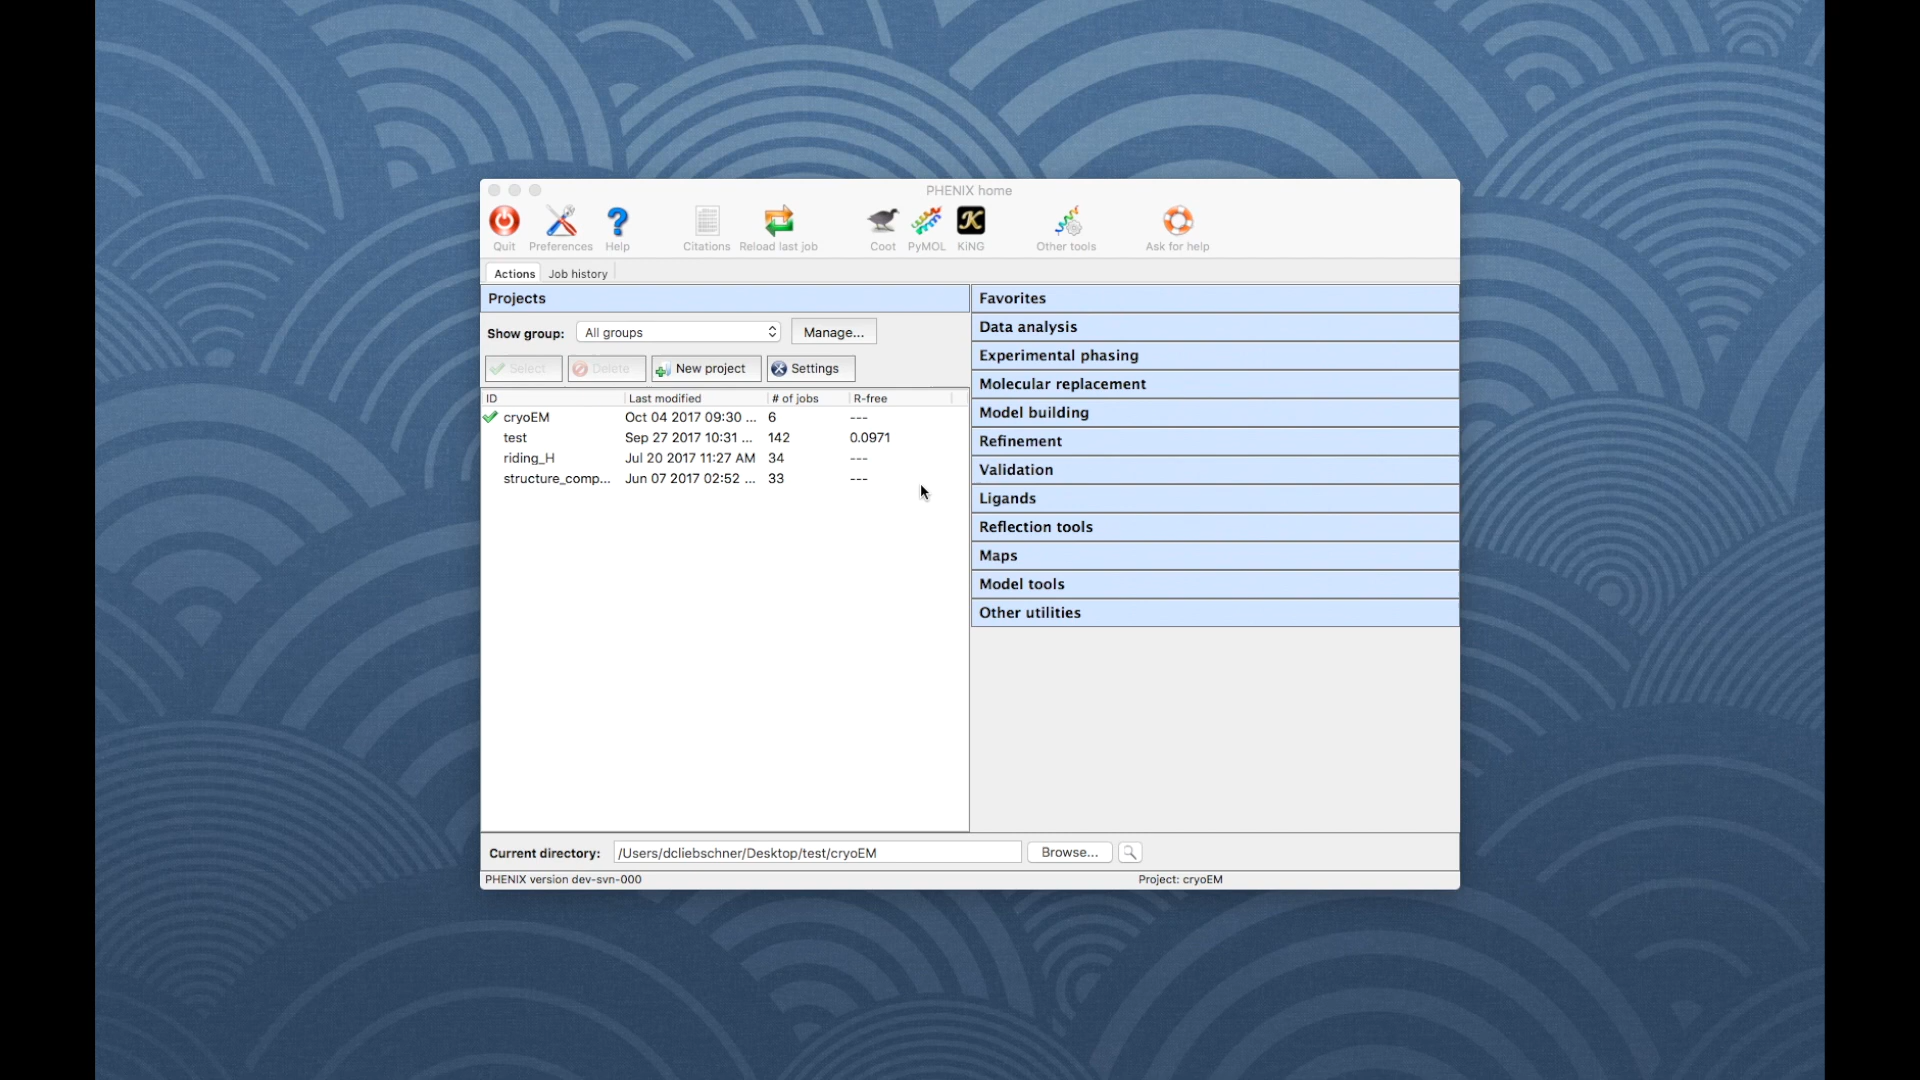 PHENIX home
Quit Preferences Help Citations Reload last job Coot PyMOL KiNG Other tools Ask for help
Actions Job history
Projects
Show group: All groups Manage...
Select Delete New project Settings
ID Last modified # of jobs R-free
cryoEM Oct 04 2017 09:30 ... 6 ---
test Sep 27 2017 10:31 ... 142 0.0971
riding_H Jul 20 2017 11:27 AM 34 ---
structure_comp... Jun 07 2017 02:52 ... 33 ---
Favorites
Data analysis
Experimental phasing
Molecular replacement
Model building
Refinement
Validation
Ligands
Reflection tools
Maps
Model tools
Other utilities
Current directory: /Users/dcliebschner/Desktop/test/cryoEM Browse...
PHENIX version dev-svn-000 Project: cryoEM